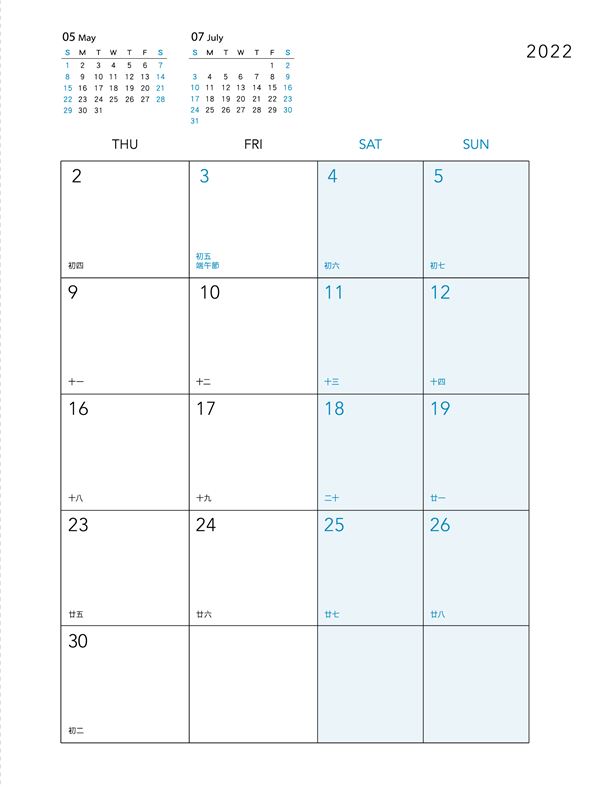 05 May
S M T W T F S
1 2 3 4 5 6 7
8 9 10 11 12 13 14
15 16 17 18 19 20 21
22 23 24 25 26 27 28
29 30 31
07 July
S M T W T F S
1 2
3 4 5 6 7 8 9
10 11 12 13 14 15 16
17 18 19 20 21 22 23
24 25 26 27 28 29 30
31
2022
THU FRI SAT SUN
2 3 4 5
初五
初四 端午節 初六 初七
9 10 11 12
十一 十二 十三 十四
16 17 18 19
十八 十九 二十 廿一
23 24 25 26
廿五 廿六 廿七 廿八
30
初二